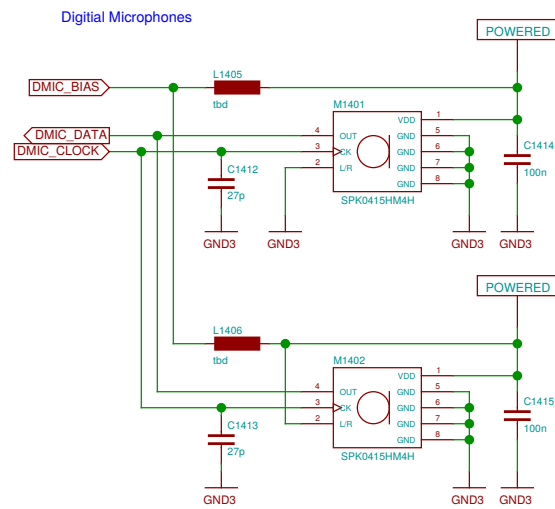 Digitial Microphones
POWERED
DMIC_BIAS
L1405
tbd
DMIC_DATA
DMIC_CLOCK
M1401
4 OUT VDD 1
3 CK GND 5
2 L/R GND 6
GND 7
GND 8
SPK0415HM4H
C1412
27p
C1414
100n
GND3 GND3 GND3 GND3
POWERED
L1406
tbd
M1402
4 OUT VDD 1
3 CK GND 5
2 L/R GND 6
GND 7
GND 8
SPK0415HM4H
C1413
27p
C1415
100n
GND3 GND3 GND3